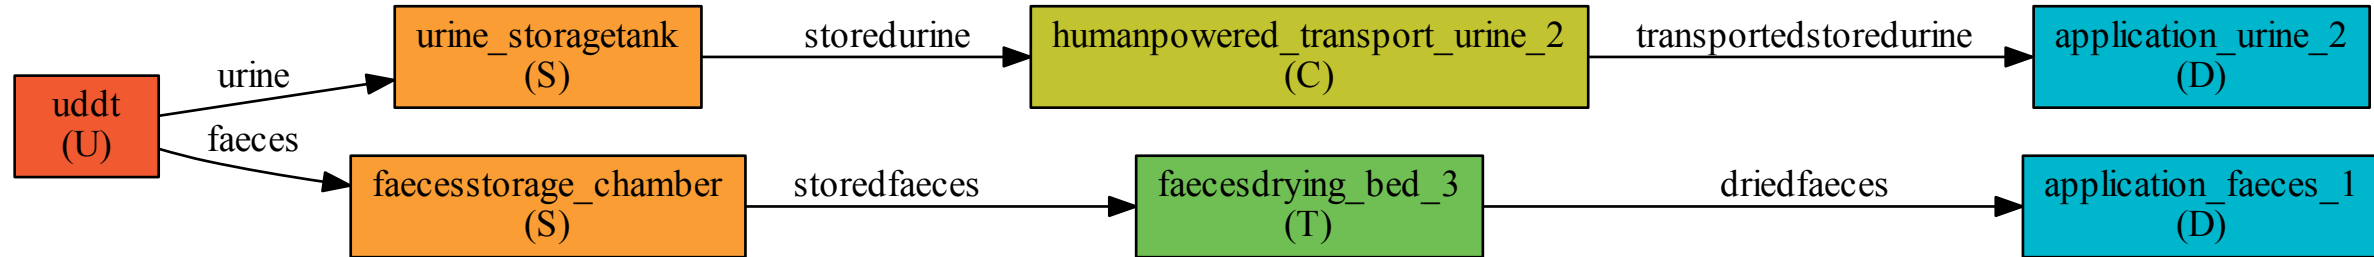 uddt
(U)
urine
faeces
urine_storagetank
(S)
storedurine
humanpowered_transport_urine_2
(C)
transportedstoredurine
application_urine_2
(D)
faecesstorage_chamber
(S)
storedfaeces
faecesdrying_bed_3
(T)
driedfaeces
application_faeces_1
(D)